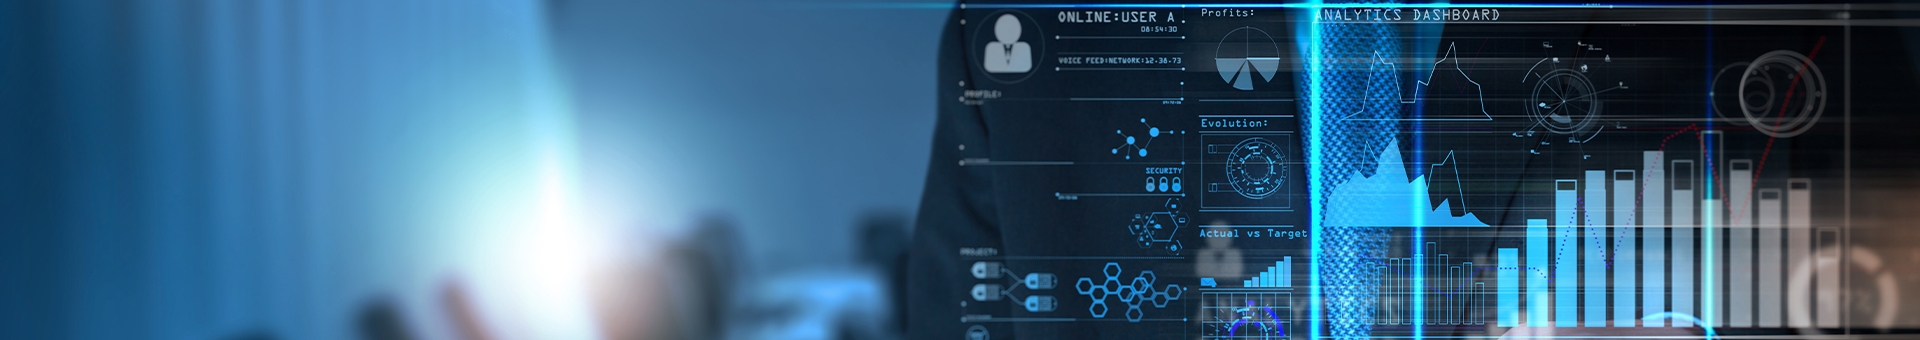 ONLINE:USER A
08:54:30
VOICE FEED:NETWORK:12.38.73
PROFILE:
SECURITY
PROJECT:
Profits:
Evolution:
Actual vs Target
ANALYTICS DASHBOARD